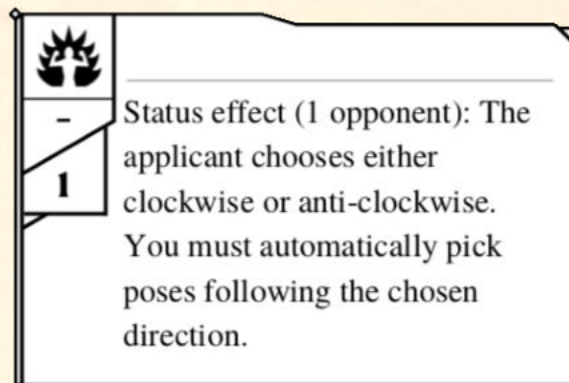 Status effect (1 opponent): The
applicant chooses either
clockwise or anti-clockwise.
You must automatically pick
poses following the chosen
direction.
–
1